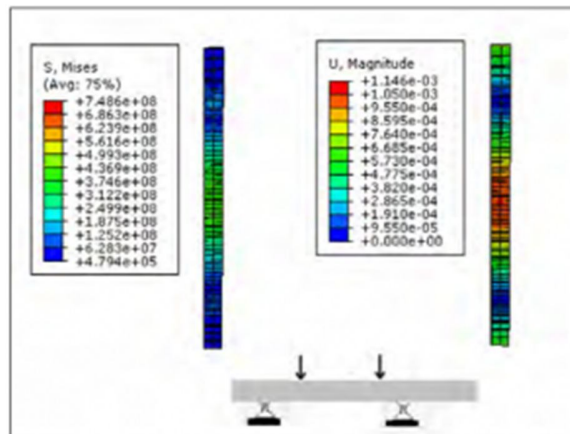 S, Mises
(Avg: 75%)
+7.486e+08
+6.863e+08
+6.239e+08
+5.616e+08
+4.993e+08
+4.369e+08
+3.746e+08
+3.122e+08
+2.499e+08
+1.875e+08
+1.252e+08
+6.283e+07
+4.794e+05
U, Magnitude
+1.146e-03
+1.050e-03
+9.550e-04
+8.595e-04
+7.640e-04
+6.685e-04
+5.730e-04
+4.775e-04
+3.820e-04
+2.865e-04
+1.910e-04
+9.550e-05
+0.000e+00